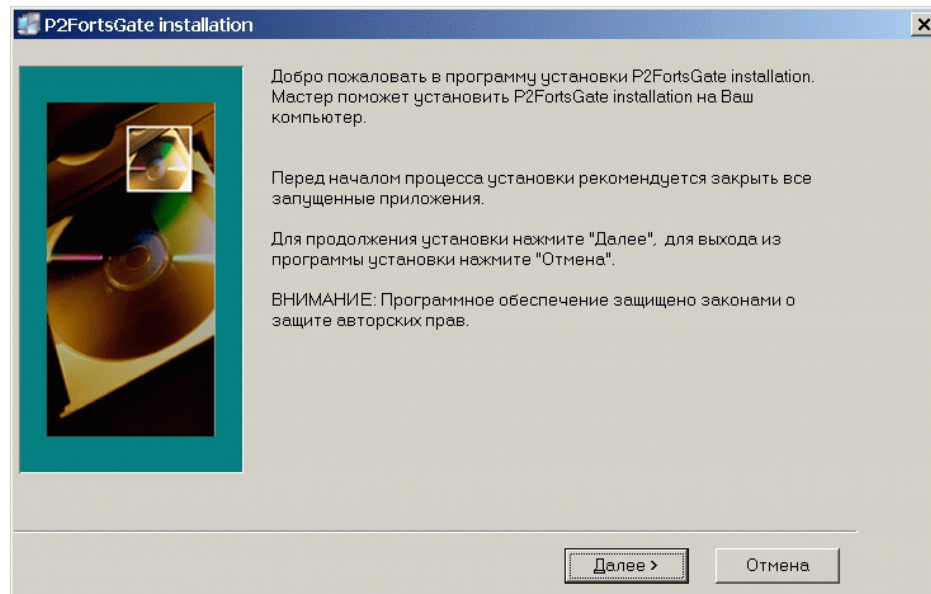 P2FortsGate installation
Добро пожаловать в программу установки P2FortsGate installation.
Мастер поможет установить P2FortsGate installation на Ваш
компьютер.
Перед началом процесса установки рекомендуется закрыть все
запущенные приложения.
Для продолжения установки нажмите "Далее", для выхода из
программы установки нажмите "Отмена".
ВНИМАНИЕ: Программное обеспечение защищено законами о
защите авторских прав.
Далее >
Отмена